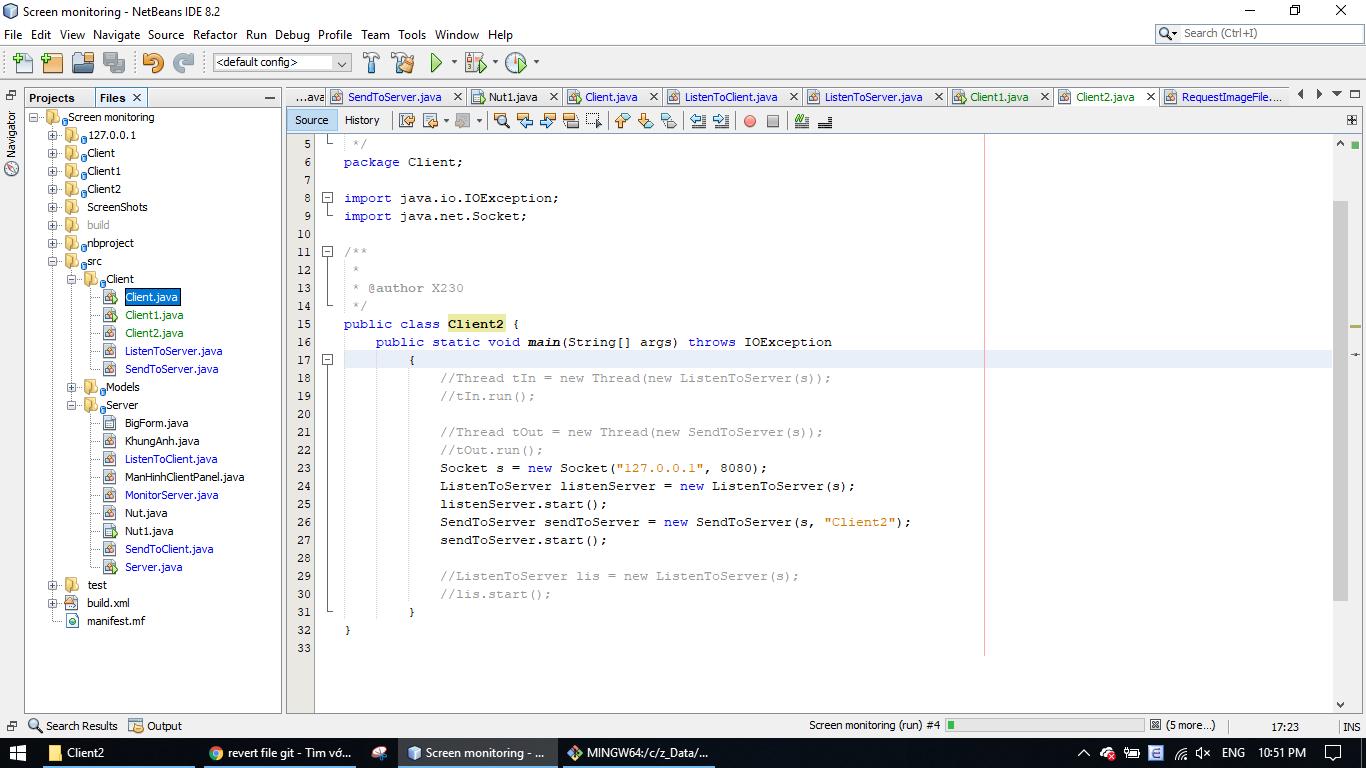 Screen monitoring - NetBeans IDE 8.2
File Edit View Navigate Source Refactor Run Debug Profile Team Tools Window Help
Search (Ctrl+I)
<default config>
Projects Files
...ava SendToServer.java Nut1.java Client.java ListenToClient.java ListenToServer.java Client1.java Client2.java RequestImageFile....
Navigator
Screen monitoring
127.0.0.1
Client
Client1
Client2
ScreenShots
build
nbproject
src
Client
Client.java
Client1.java
Client2.java
ListenToServer.java
SendToServer.java
Models
Server
BigForm.java
KhungAnh.java
ListenToClient.java
ManHinhClientPanel.java
MonitorServer.java
Nut.java
Nut1.java
SendToClient.java
Server.java
test
build.xml
manifest.mf
Source History
5 */
6 package Client;
7
8 import java.io.IOException;
9 import java.net.Socket;
10
11 /**
12 *
13 * @author X230
14 */
15 public class Client2 {
16 public static void main(String[] args) throws IOException
17 {
18 //Thread tIn = new Thread(new ListenToServer(s));
19 //tIn.run();
20
21 //Thread tOut = new Thread(new SendToServer(s));
22 //tOut.run();
23 Socket s = new Socket("127.0.0.1", 8080);
24 ListenToServer listenServer = new ListenToServer(s);
25 listenServer.start();
26 SendToServer sendToServer = new SendToServer(s, "Client2");
27 sendToServer.start();
28
29 //ListenToServer lis = new ListenToServer(s);
30 //lis.start();
31 }
32 }
33
Search Results Output
Screen monitoring (run) #4 (5 more...) 17:23 INS
Client2 revert file git - Tìm vớ... Screen monitoring - ... MINGW64:/c/z_Data/... ENG 10:51 PM